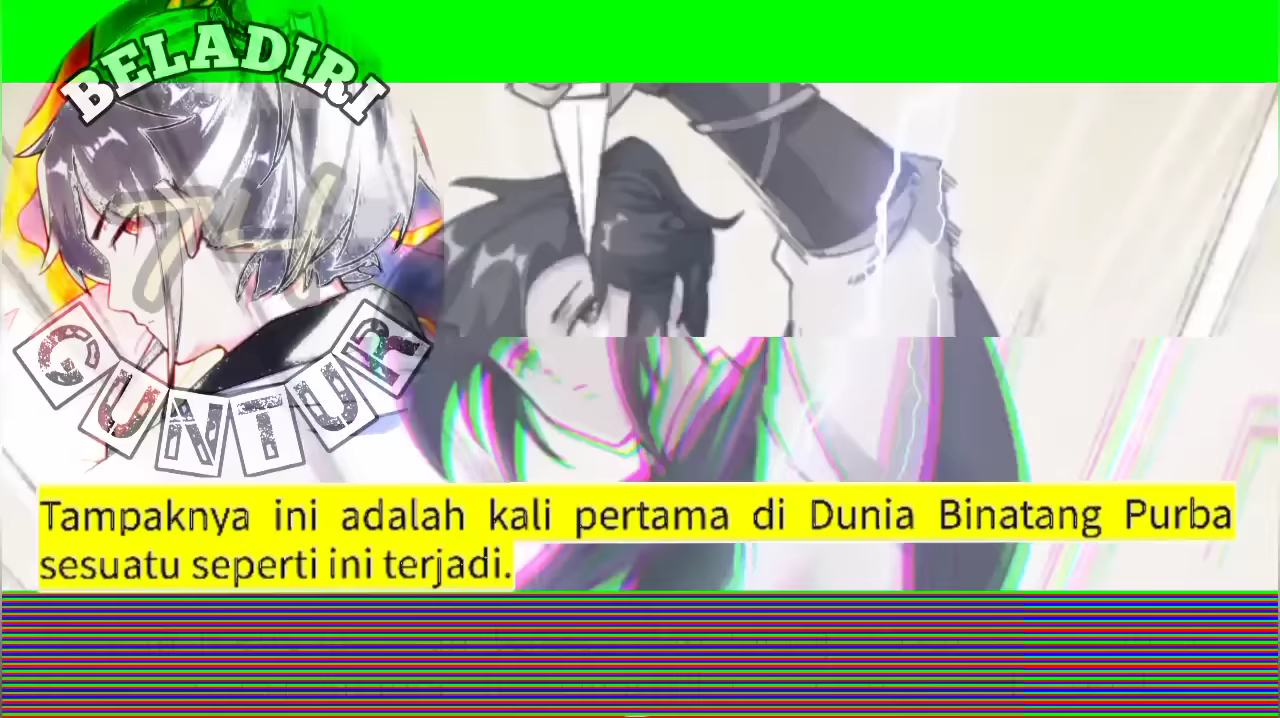 BELADIRI
GUNTUR
Tampaknya ini adalah kali pertama di Dunia Binatang Purba
sesuatu seperti ini terjadi.